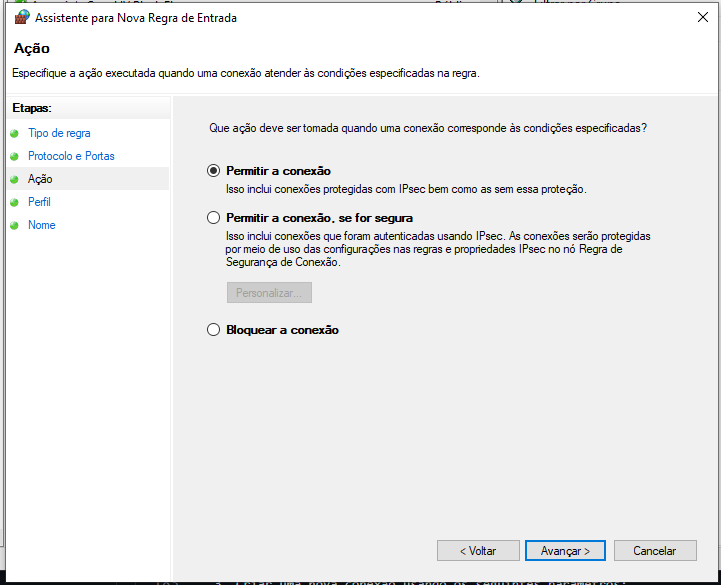 Assistente para Nova Regra de Entrada
Ação
Especifique a ação executada quando uma conexão atender às condições especificadas na regra.
Etapas:
Tipo de regra
Protocolo e Portas
Ação
Perfil
Nome
Que ação deve ser tomada quando uma conexão corresponde às condições especificadas?
Permitir a conexão
Isso inclui conexões protegidas com IPsec bem como as sem essa proteção.
Permitir a conexão, se for segura
Isso inclui conexões que foram autenticadas usando IPsec. As conexões serão protegidas
por meio de uso das configurações nas regras e propriedades IPsec no nó Regra de
Segurança de Conexão.
Personalizar...
Bloquear a conexão
< Voltar
Avançar >
Cancelar